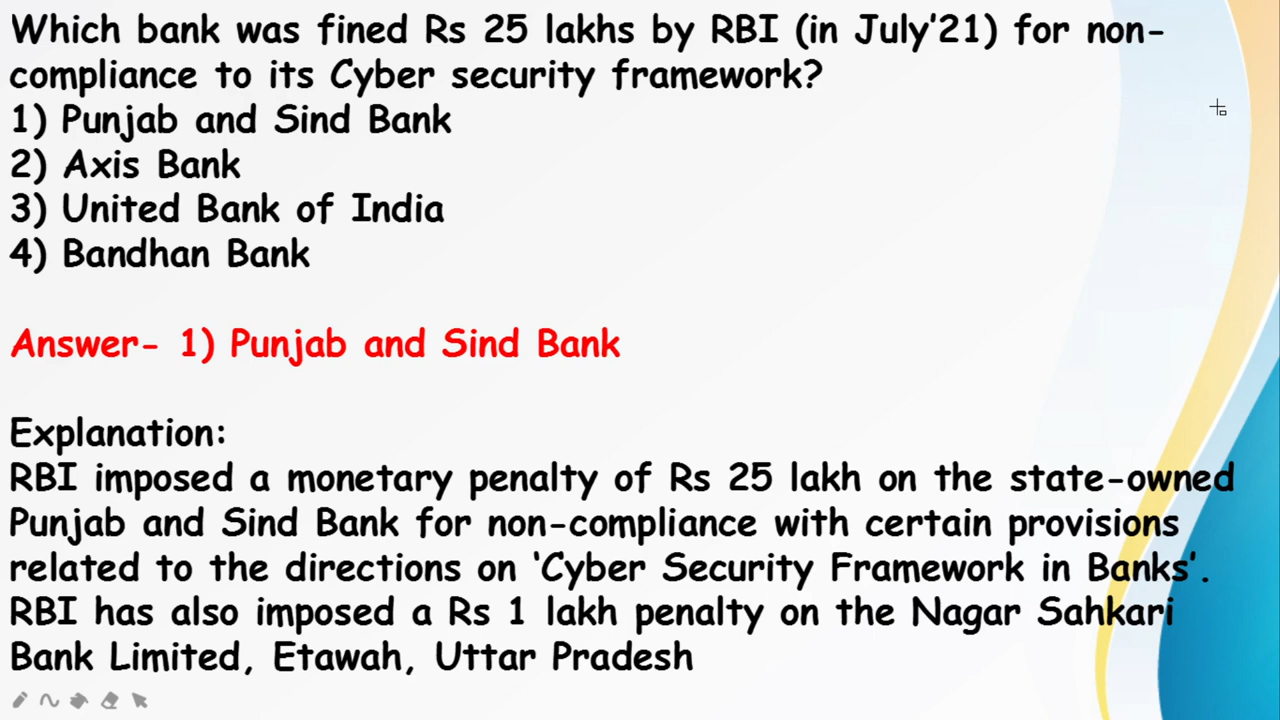 Which bank was fined Rs 25 lakhs by RBI (in July'21) for non-
compliance to its Cyber security framework?
1) Punjab and Sind Bank
2) Axis Bank
3) United Bank of India
4) Bandhan Bank
Answer- 1) Punjab and Sind Bank
Explanation:
RBI imposed a monetary penalty of Rs 25 lakh on the state-owned
Punjab and Sind Bank for non-compliance with certain provisions
related to the directions on ‘Cyber Security Framework in Banks’.
RBI has also imposed a Rs 1 lakh penalty on the Nagar Sahkari
Bank Limited, Etawah, Uttar Pradesh